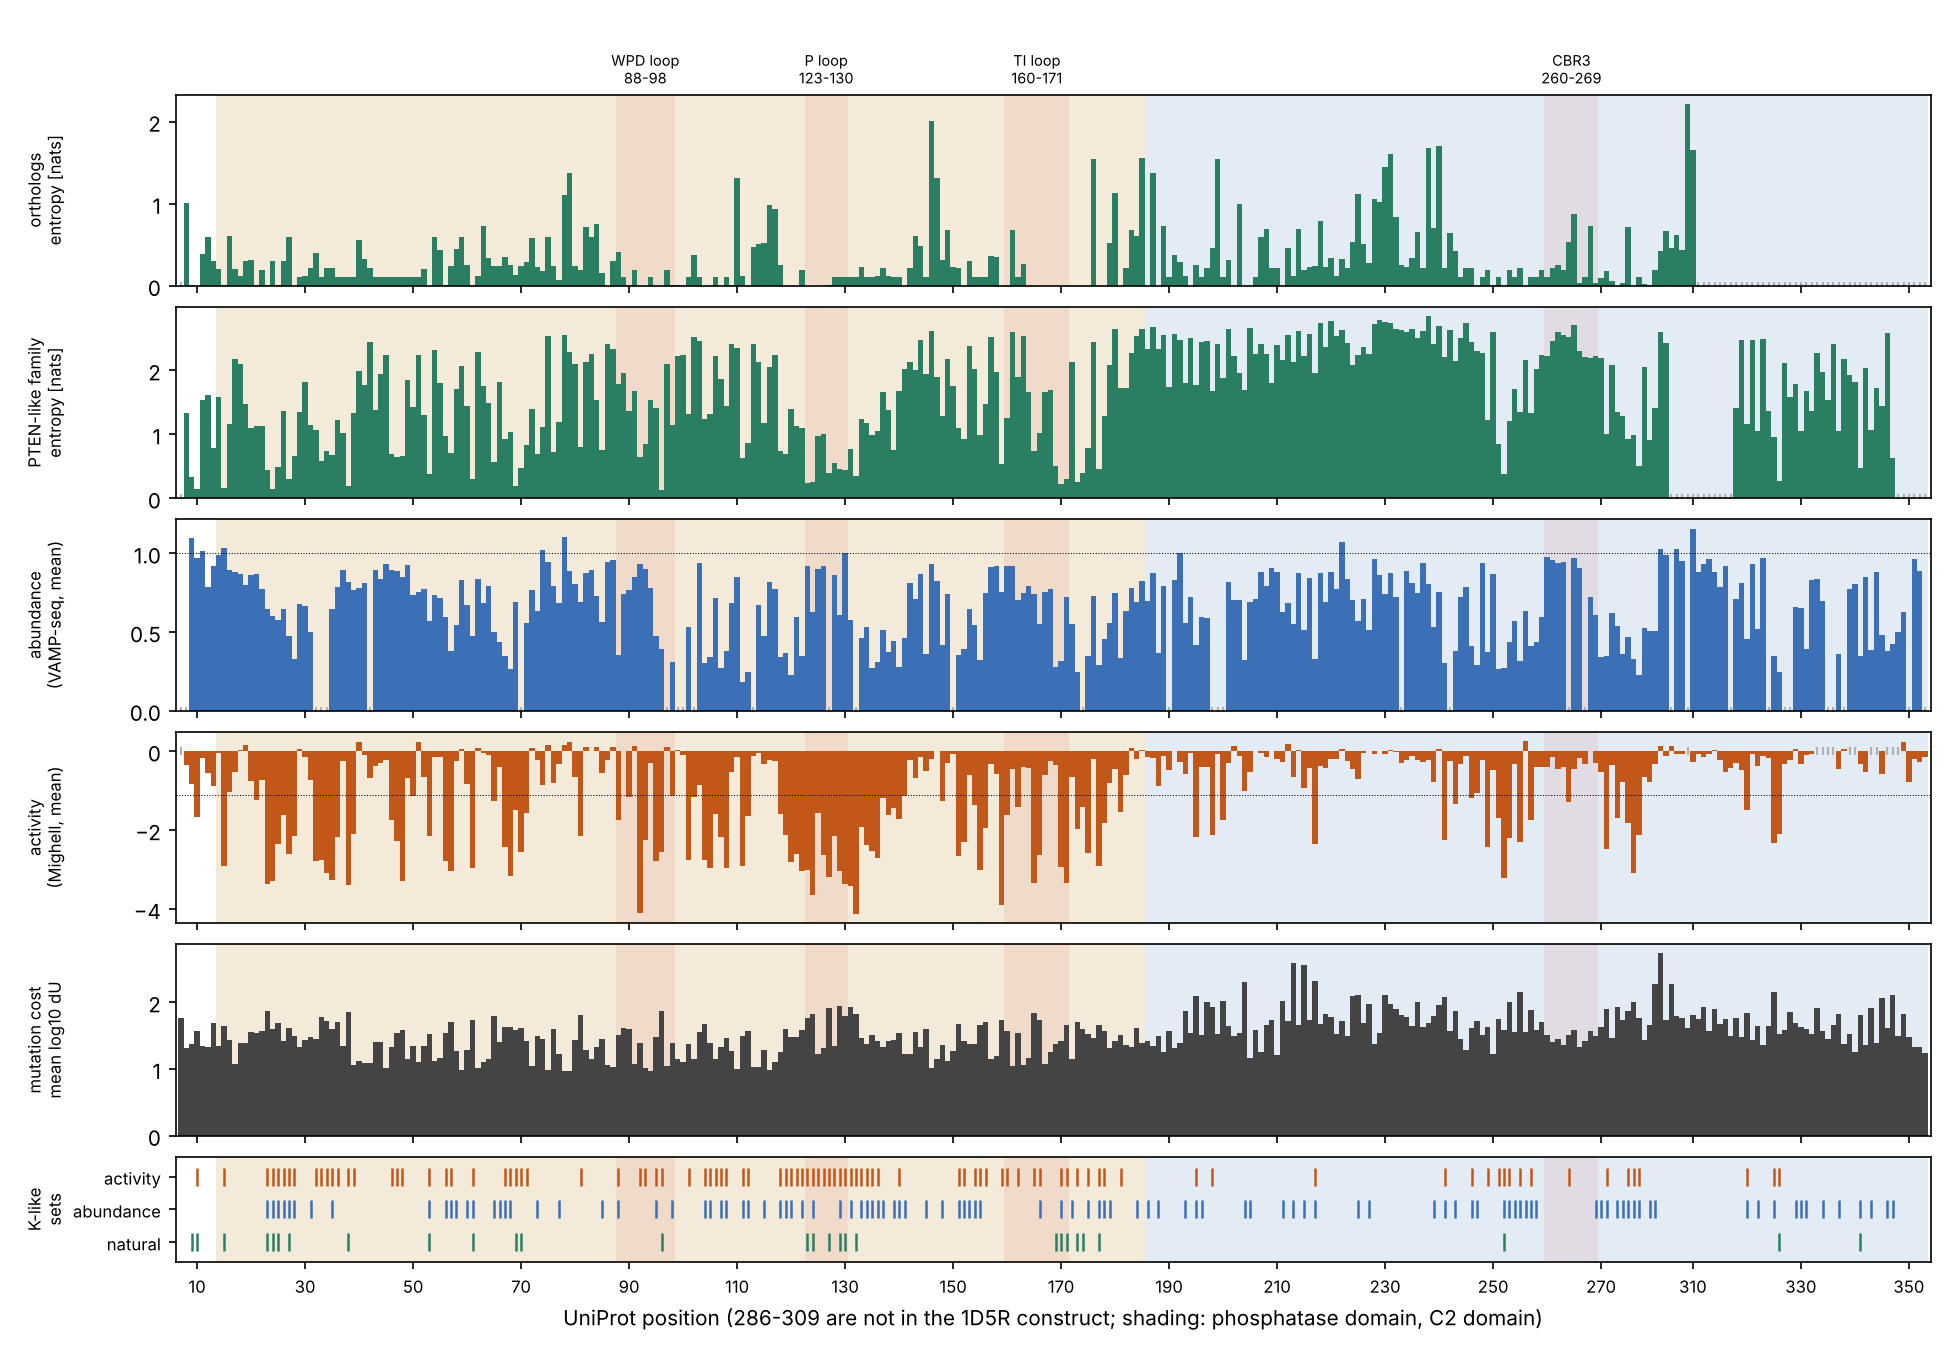 WPD loop
88-98
P loop
123-130
TI loop
160-171
CBR3
260-269
orthologs
entropy [nats]
2
1
0
PTEN-like family
entropy [nats]
2
1
0
abundance
(VAMP-seq, mean)
1.0
0.5
0.0
activity
(Mighell, mean)
0
−2
−4
mutation cost
mean log10 dU
2
1
0
K-like
sets
activity
abundance
natural
10 30 50 70 90 110 130 150 170 190 210 230 250 270 310 330 350
UniProt position (286-309 are not in the 1D5R construct; shading: phosphatase domain, C2 domain)